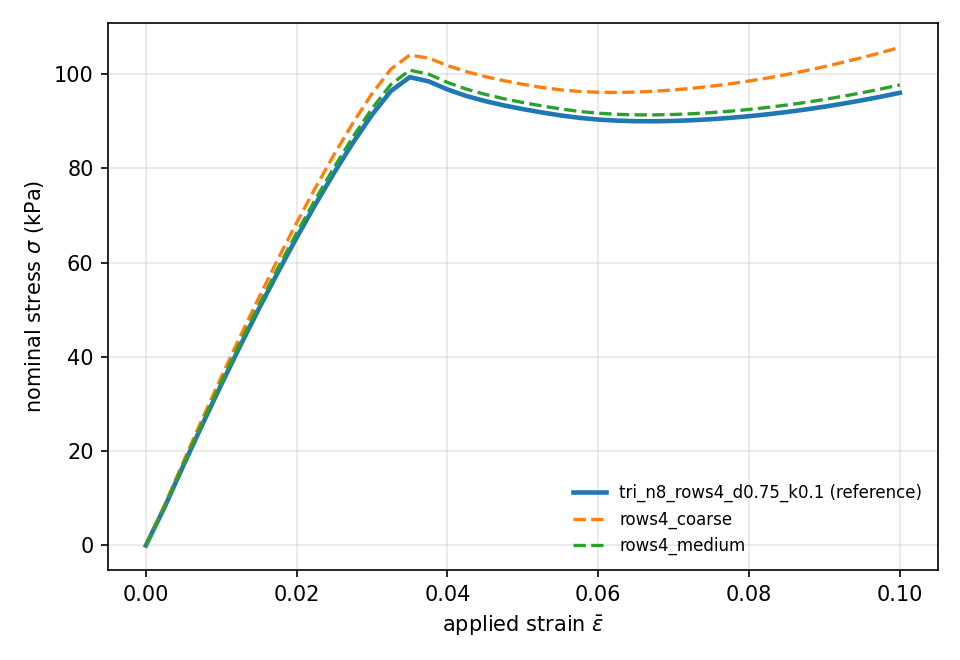 100
80
60
40
20
0
nominal stress σ (kPa)
0.00 0.02 0.04 0.06 0.08 0.10
applied strain ε̄
tri_n8_rows4_d0.75_k0.1 (reference)
rows4_coarse
rows4_medium